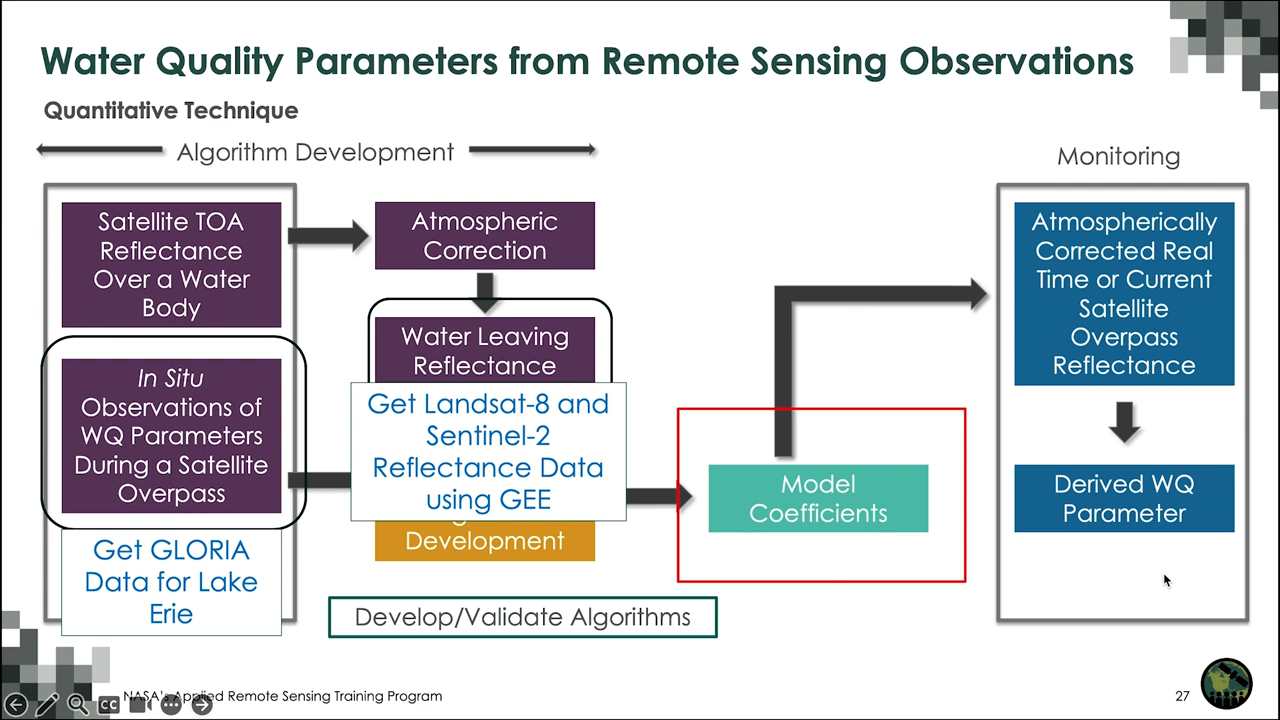 Water Quality Parameters from Remote Sensing Observations
Quantitative Technique
Algorithm Development
Monitoring
Satellite TOA
Reflectance
Over a Water
Body
Atmospheric
Correction
Water Leaving
Reflectance
In Situ
Observations of
WQ Parameters
During a Satellite
Overpass
Get Landsat-8 and
Sentinel-2
Reflectance Data
using GEE
Development
Get GLORIA
Data for Lake
Erie
Develop/Validate Algorithms
Model
Coefficients
Atmospherically
Corrected Real
Time or Current
Satellite
Overpass
Reflectance
Derived WQ
Parameter
CC
NASA's Applied Remote Sensing Training Program
27